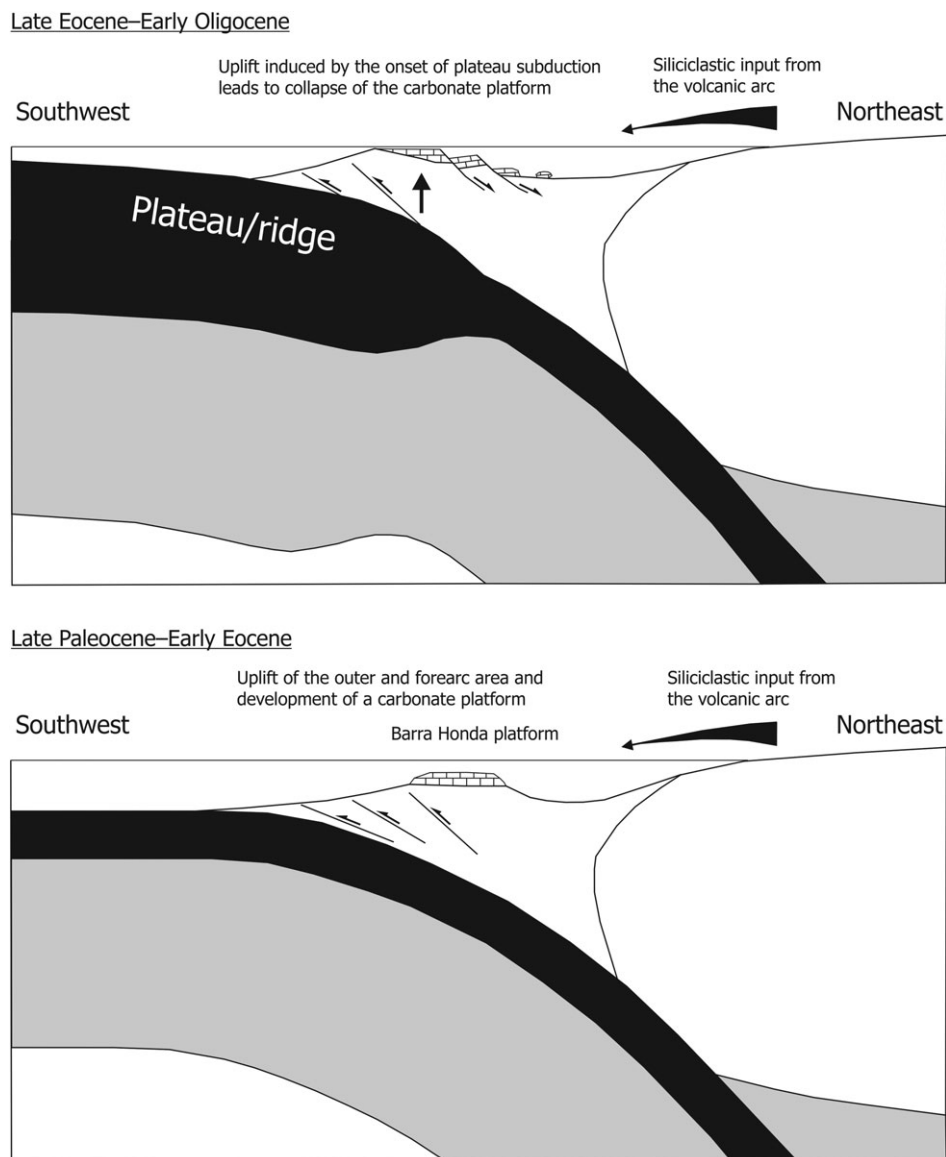 Late Eocene–Early Oligocene
Uplift induced by the onset of plateau subduction
leads to collapse of the carbonate platform
Siliciclastic input from
the volcanic arc
Southwest
Northeast
Plateau/ridge
Late Paleocene–Early Eocene
Uplift of the outer and forearc area and
development of a carbonate platform
Siliciclastic input from
the volcanic arc
Southwest
Barra Honda platform
Northeast